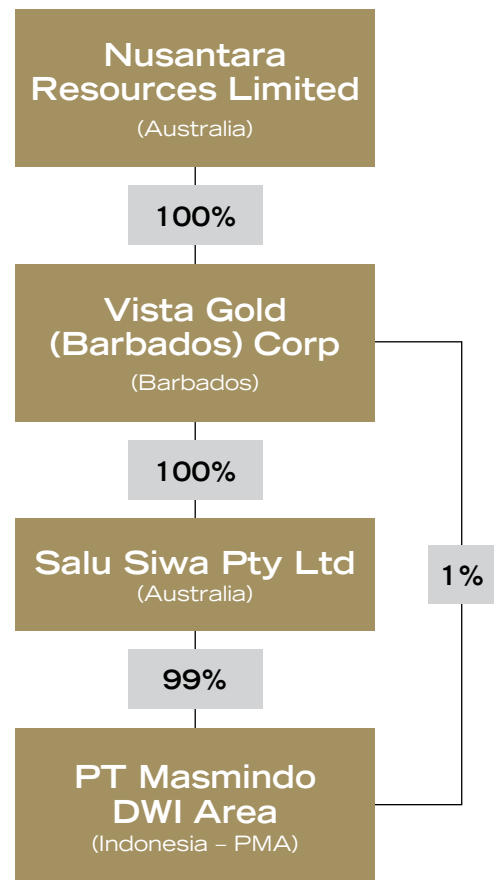 Nusantara
Resources Limited
(Australia)
100%
Vista Gold
(Barbados) Corp
(Barbados)
100%
Salu Siwa Pty Ltd
(Australia)
1%
99%
PT Masmindo
DWI Area
(Indonesia – PMA)